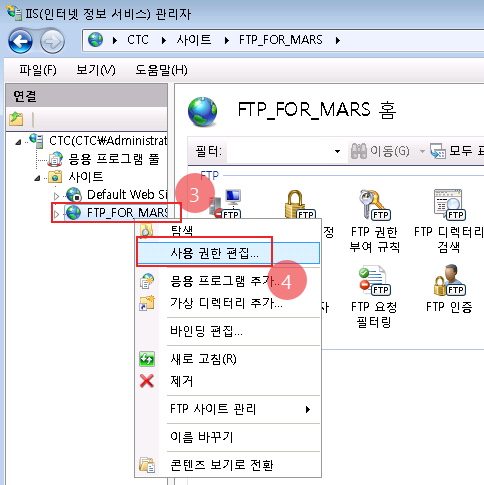 IIS(인터넷 정보 서비스) 관리자
CTC 사이트 FTP_FOR_MARS
파일(F) 보기(V) 도움말(H)
연결
CTC(CTC\Administrat
응용 프로그램 풀
사이트
Default Web Si
FTP_FOR_MARS
3
FTP_FOR_MARS 홈
필터: 이동(G) 모두 표
FTP
FTP 권한 부여 규칙
FTP 디렉터리 검색
FTP 요청 필터링
FTP 인증
탐색
사용 권한 편집...
4
응용 프로그램 추가...
가상 디렉터리 추가...
바인딩 편집...
새로 고침(R)
제거
FTP 사이트 관리
이름 바꾸기
콘텐츠 보기로 전환